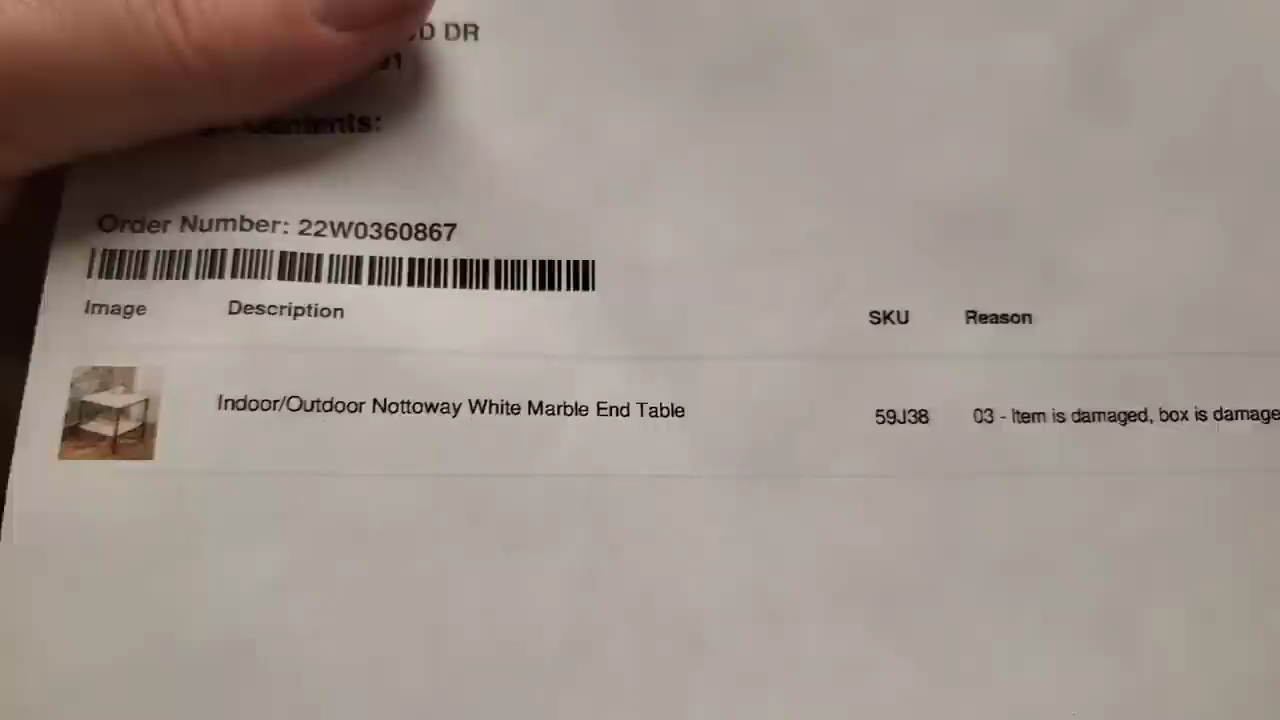 DR
Contents:
Order Number: 22W0360867
Image Description SKU Reason
Indoor/Outdoor Nottoway White Marble End Table 59J38 03 - Item is damaged, box is damage